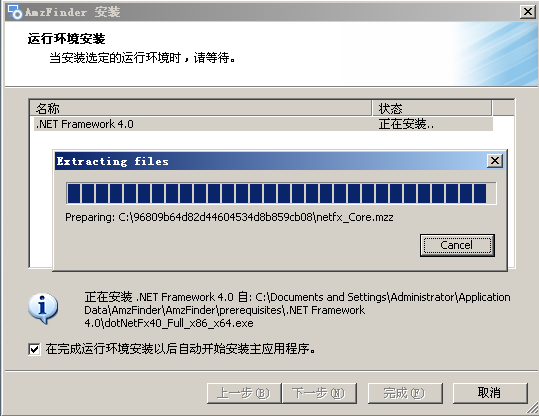 AmzFinder 安装
运行环境安装
当安装选定的运行环境时，请等待。
名称 状态
.NET Framework 4.0 正在安装..
Extracting files
Preparing: C:\96809b64d82d44604534d8b859cb08\netfx_Core.mzz
Cancel
正在安装 .NET Framework 4.0 自: C:\Documents and Settings\Administrator\Application
Data\AmzFinder\AmzFinder\prerequisites\.NET Framework
4.0\dotNetFx40_Full_x86_x64.exe
在完成运行环境安装以后自动开始安装主应用程序。
上一步(B) 下一步(N) 完成(F) 取消